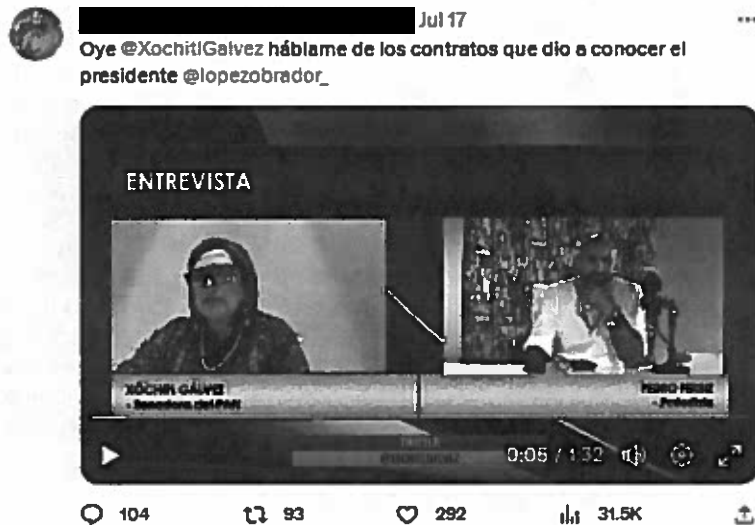 Jul 17
Oye @XochitlGalvez háblame de los contratos que dio a conocer el
presidente @lopezobrador_
ENTREVISTA
XÓCHITL GÁLVEZ
- Senadora del PAN
- Periodista
0:05 / 1:32
104 93 292 31.5K